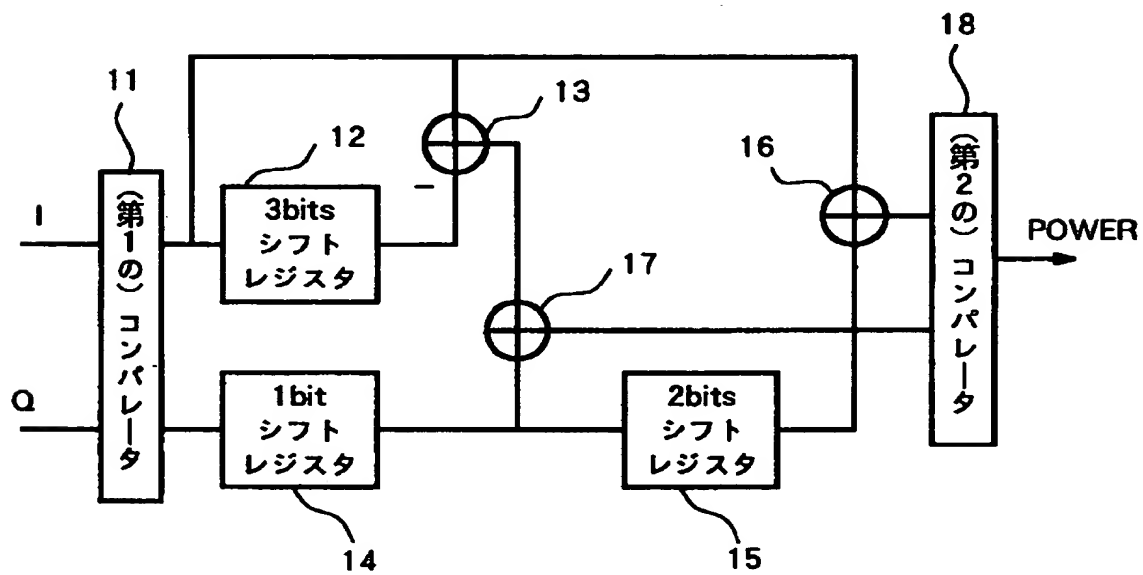 18
11
13
12
16
(第2の)コンパレータ
I
(第1の)コンパレータ
−
3bits
シフト
レジスタ
17
POWER
Q
1bit
シフト
レジスタ
2bits
シフト
レジスタ
14
15